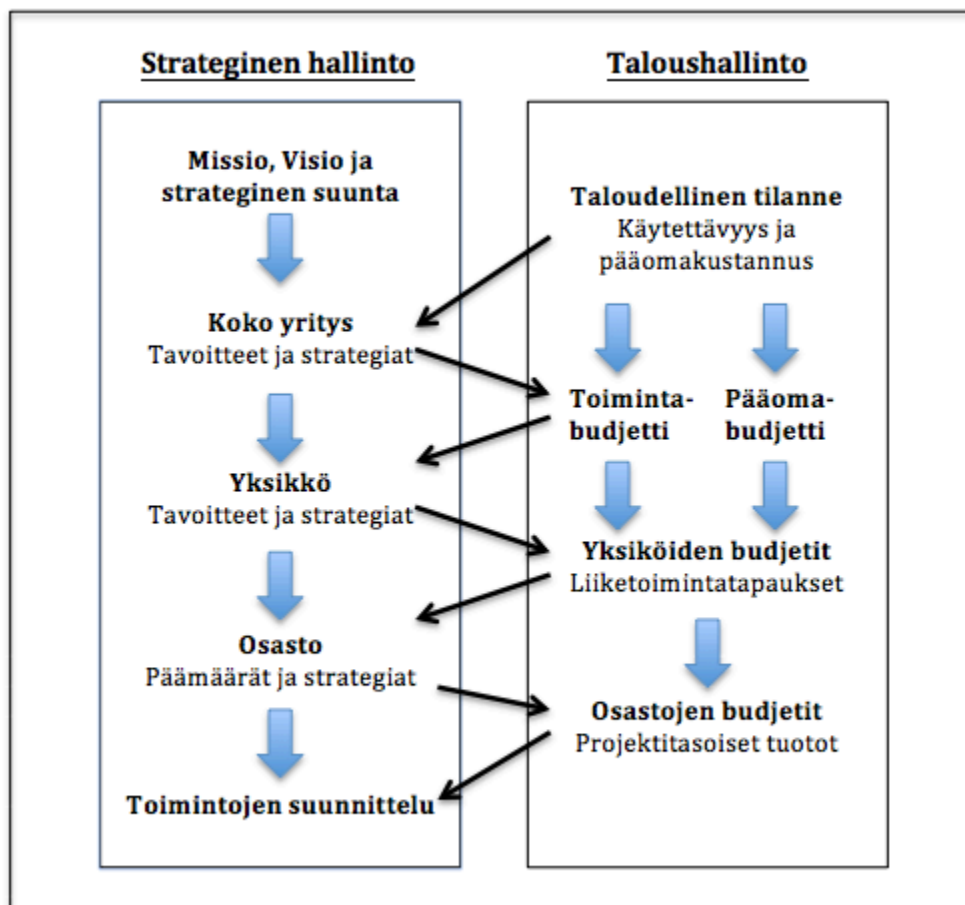 Strateginen hallinto
Missio, Visio ja
strateginen suunta
Koko yritys
Tavoitteet ja strategiat
Yksikkö
Tavoitteet ja strategiat
Osasto
Päämäärät ja strategiat
Toimintojen suunnittelu
Taloushallinto
Taloudellinen tilanne
Käytettävyys ja
pääomakustannus
Toiminta-
budjetti
Pääoma-
budjetti
Yksiköiden budjetit
Liiketoimintatapaukset
Osastojen budjetit
Projektitasoiset tuotot